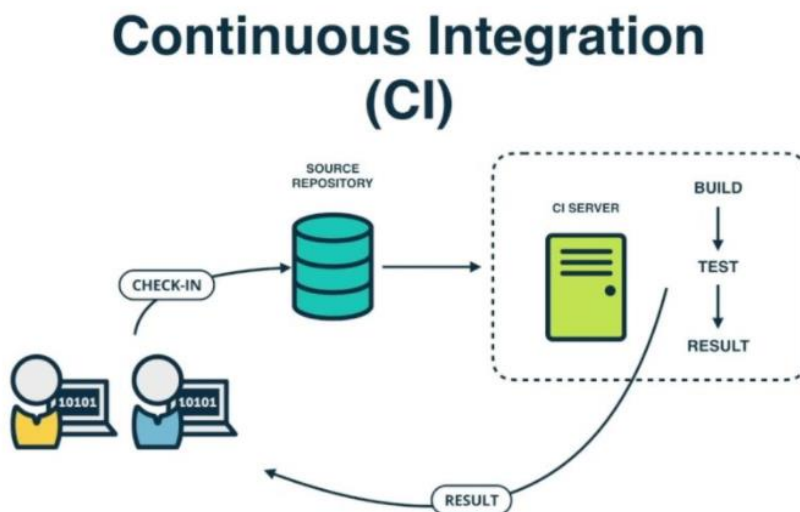 Continuous Integration
(CI)
SOURCE
REPOSITORY
CI SERVER
BUILD
TEST
RESULT
CHECK-IN
10101
10101
RESULT